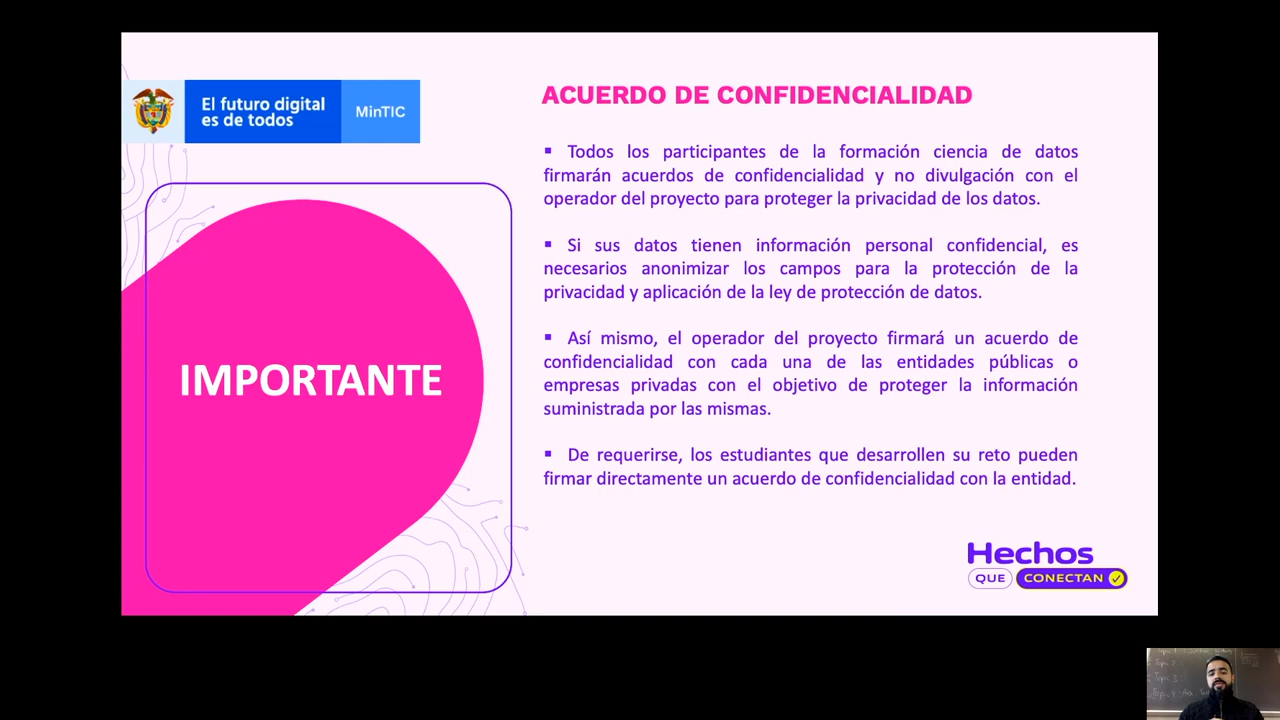 El futuro digital
es de todos
MinTIC
ACUERDO DE CONFIDENCIALIDAD
▪ Todos los participantes de la formación ciencia de datos
firmarán acuerdos de confidencialidad y no divulgación con el
operador del proyecto para proteger la privacidad de los datos.
▪ Si sus datos tienen información personal confidencial, es
necesarios anonimizar los campos para la protección de la
privacidad y aplicación de la ley de protección de datos.
▪ Así mismo, el operador del proyecto firmará un acuerdo de
confidencialidad con cada una de las entidades públicas o
empresas privadas con el objetivo de proteger la información
suministrada por las mismas.
▪ De requerirse, los estudiantes que desarrollen su reto pueden
firmar directamente un acuerdo de confidencialidad con la entidad.
IMPORTANTE
Hechos
QUE CONECTAN